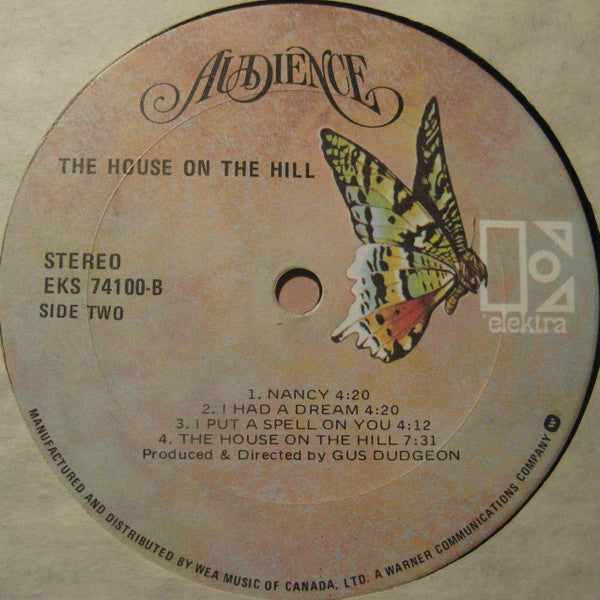 AUDIENCE
THE HOUSE ON THE HILL
STEREO
EKS 74100-B
SIDE TWO
elektra
1. NANCY 4:20
2. I HAD A DREAM 4:20
3. I PUT A SPELL ON YOU 4:12
4. THE HOUSE ON THE HILL 7:31
Produced & Directed by GUS DUDGEON
MANUFACTURED AND DISTRIBUTED BY WEA MUSIC OF CANADA, LTD. A WARNER COMMUNICATIONS COMPANY